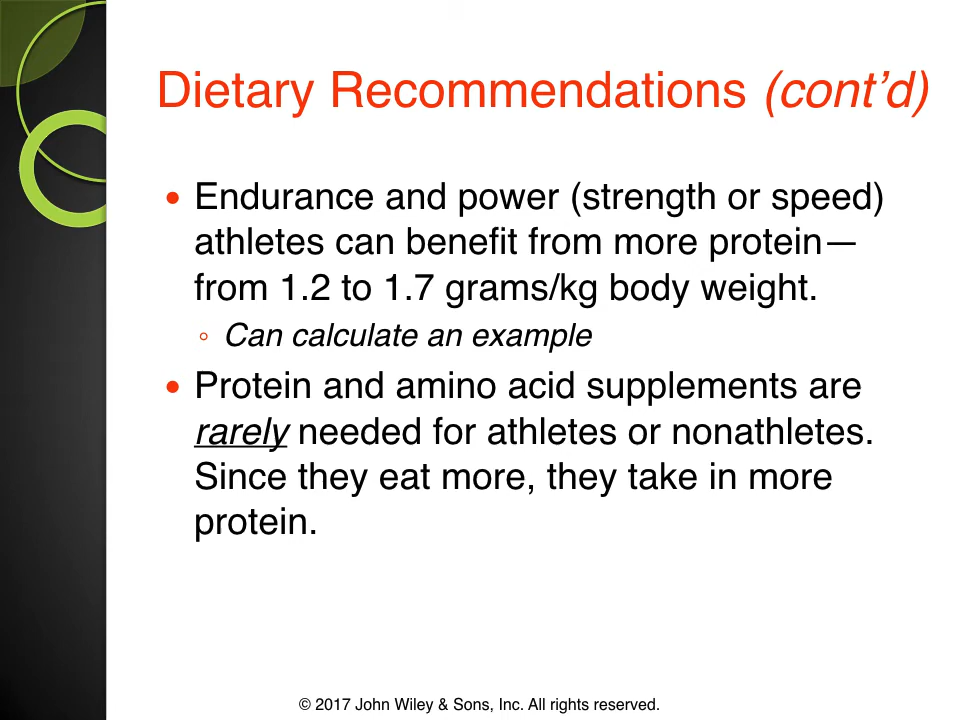 Dietary Recommendations (cont’d)
• Endurance and power (strength or speed)
athletes can benefit from more protein—
from 1.2 to 1.7 grams/kg body weight.
◦ Can calculate an example
• Protein and amino acid supplements are
rarely needed for athletes or nonathletes.
Since they eat more, they take in more
protein.
© 2017 John Wiley & Sons, Inc. All rights reserved.